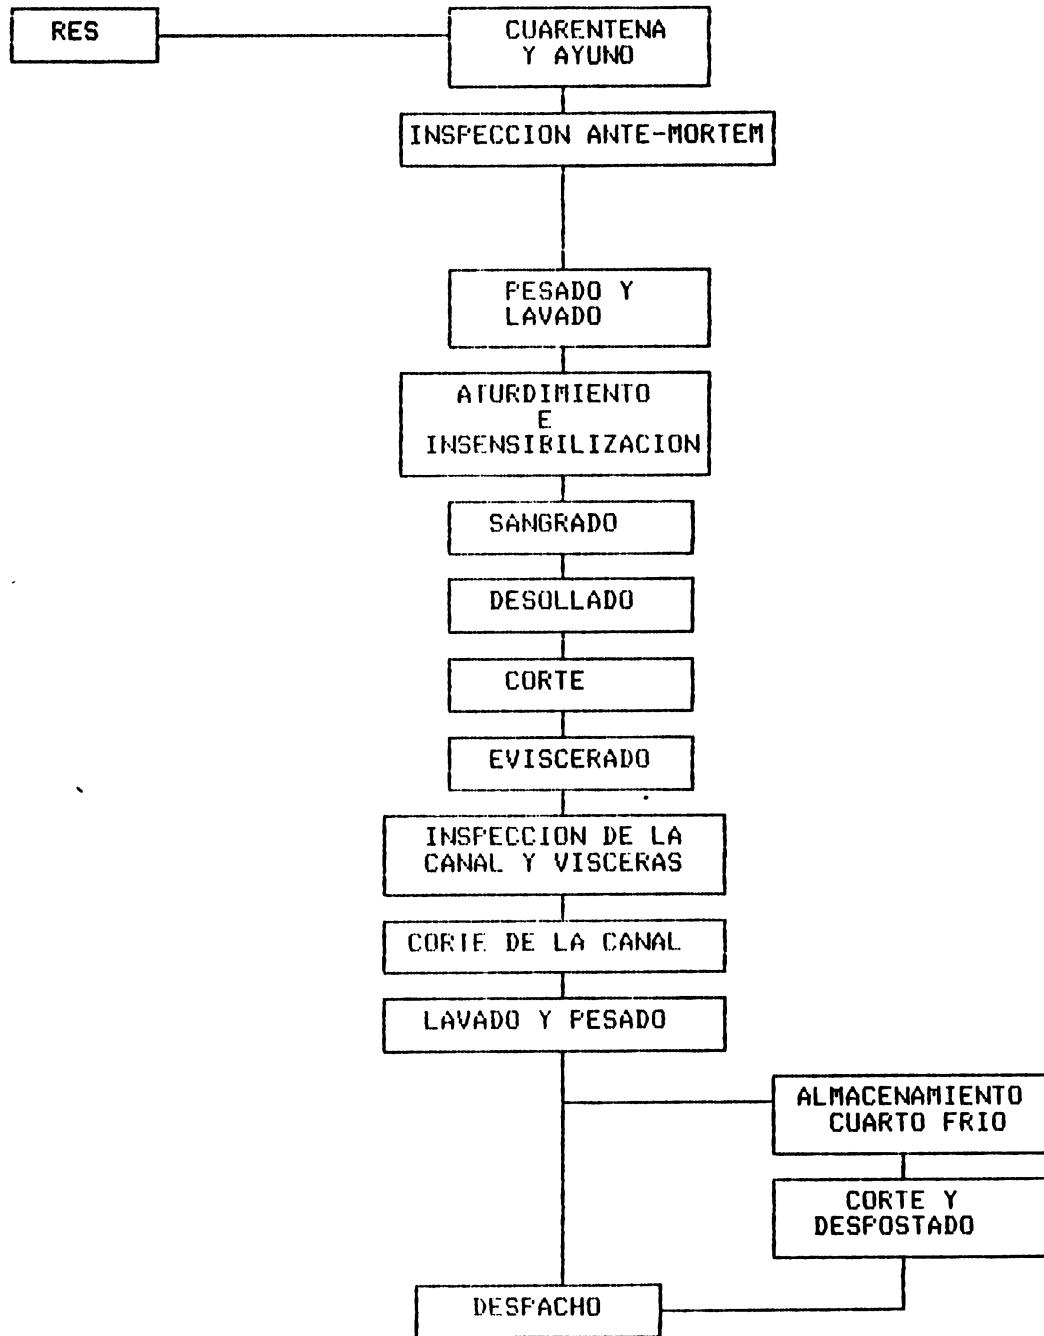 RES
CUARENTENA
Y AYUNO
INSPECCION ANTE-MORTEM
PESADO Y
LAVADO
ATURDIMIENTO
E
INSENSIBILIZACION
SANGRADO
DESOLLADO
CORTE
EVISCERADO
INSPECCION DE LA
CANAL Y VISCERAS
CORTE DE LA CANAL
LAVADO Y PESADO
ALMACENAMIENTO
CUARTO FRIO
CORTE Y
DESPOSTADO
DESPACHO